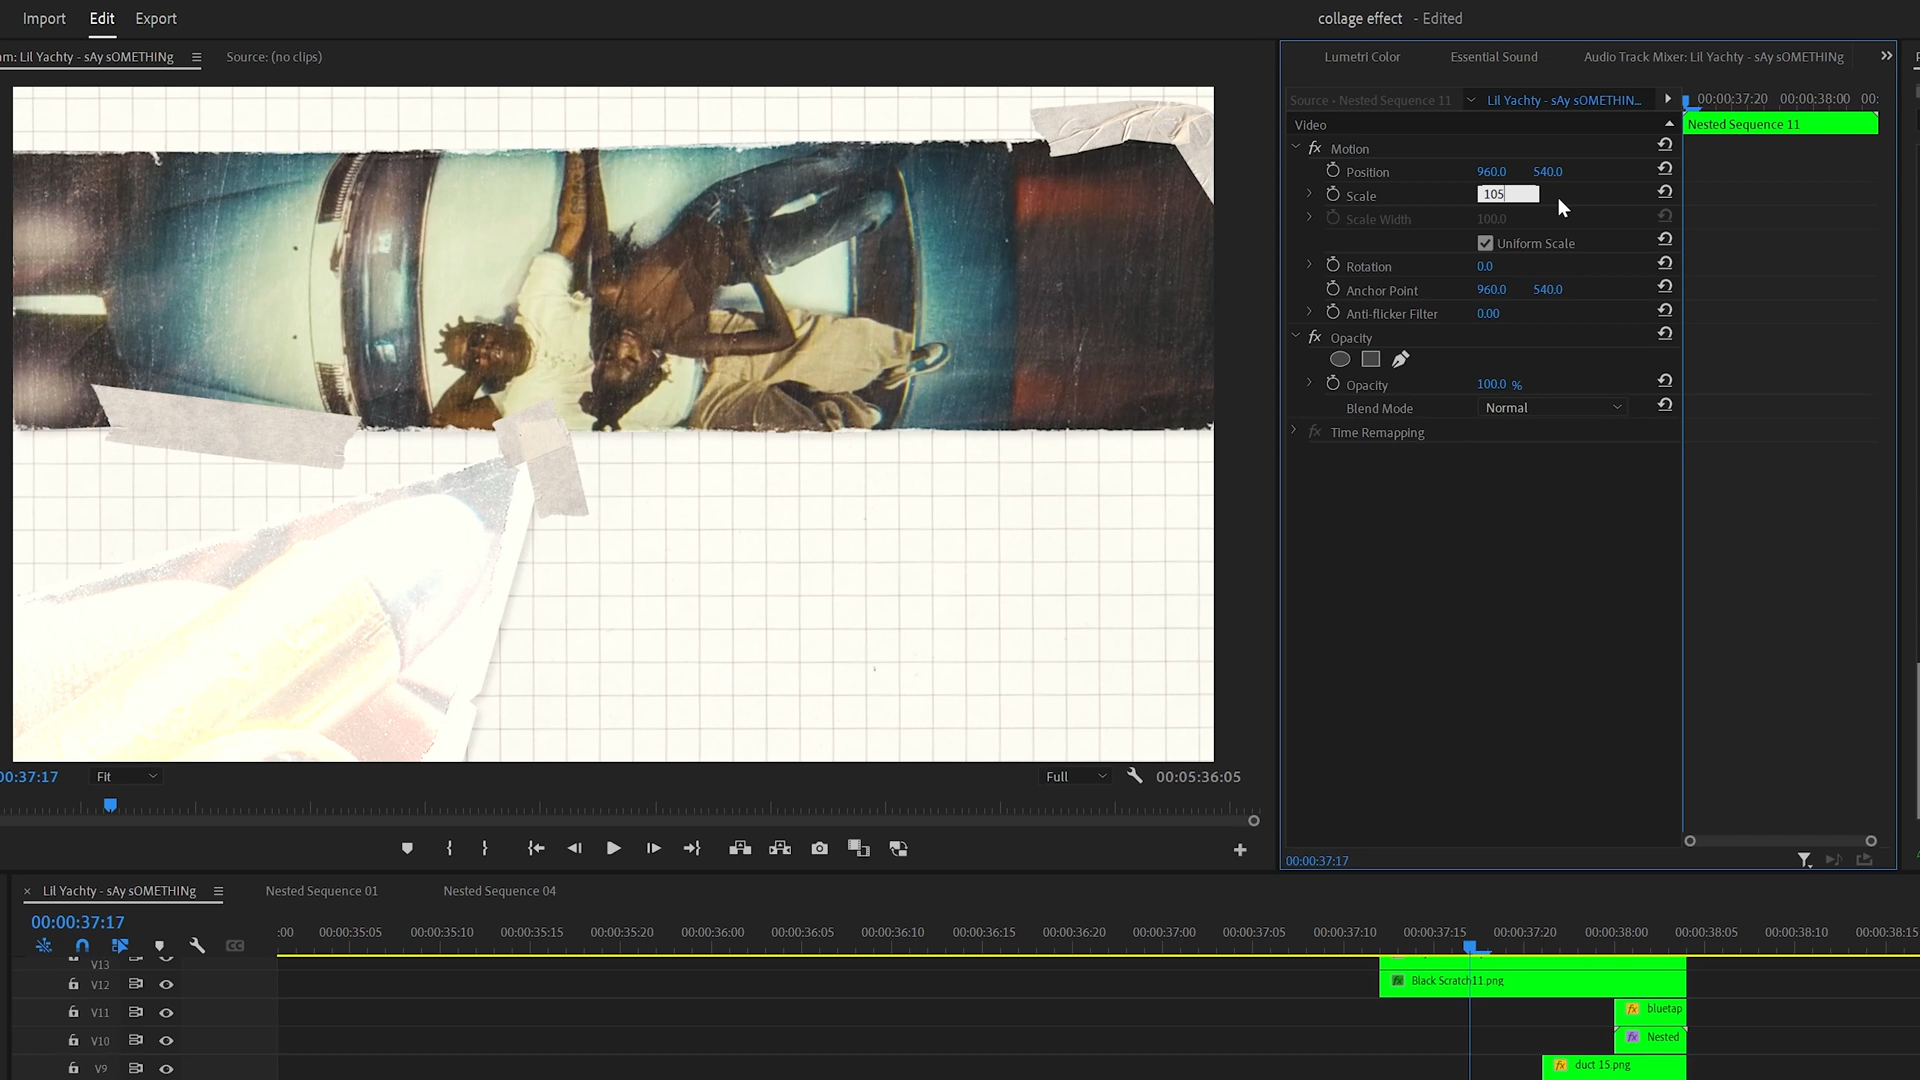 Import Edit Export
collage effect - Edited
m: Lil Yachty - sAy sOMETHINg
Source: (no clips)
Lumetri Color
Essential Sound
Audio Track Mixer: Lil Yachty - sAy sOMETHINg
Source • Nested Sequence 11
Lil Yachty - sAy sOMETHIN...
00:00:37:20 00:00:38:00 00:
Video
Nested Sequence 11
fx Motion
Position 960.0 540.0
Scale 105
Scale Width 100.0
Uniform Scale
Rotation 0.0
Anchor Point 960.0 540.0
Anti-flicker Filter 0.00
fx Opacity
Opacity 100.0 %
Blend Mode Normal
fx Time Remapping
00:37:17
Fit
Full
00:05:36:05
00:00:37:17
Lil Yachty - sAy sOMETHINg
Nested Sequence 01
Nested Sequence 04
00:00:37:17
:00 00:00:35:05 00:00:35:10 00:00:35:15 00:00:35:20 00:00:36:00 00:00:36:05 00:00:36:10 00:00:36:15 00:00:36:20 00:00:37:00 00:00:37:05 00:00:37:10 00:00:37:15 00:00:37:20 00:00:38:00 00:00:38:05 00:00:38:10 00:00:38:15
CC
V13
V12
fx Black Scratch11.png
V11
fx bluetap
V10
fx Nested
V9
fx duct 15.png